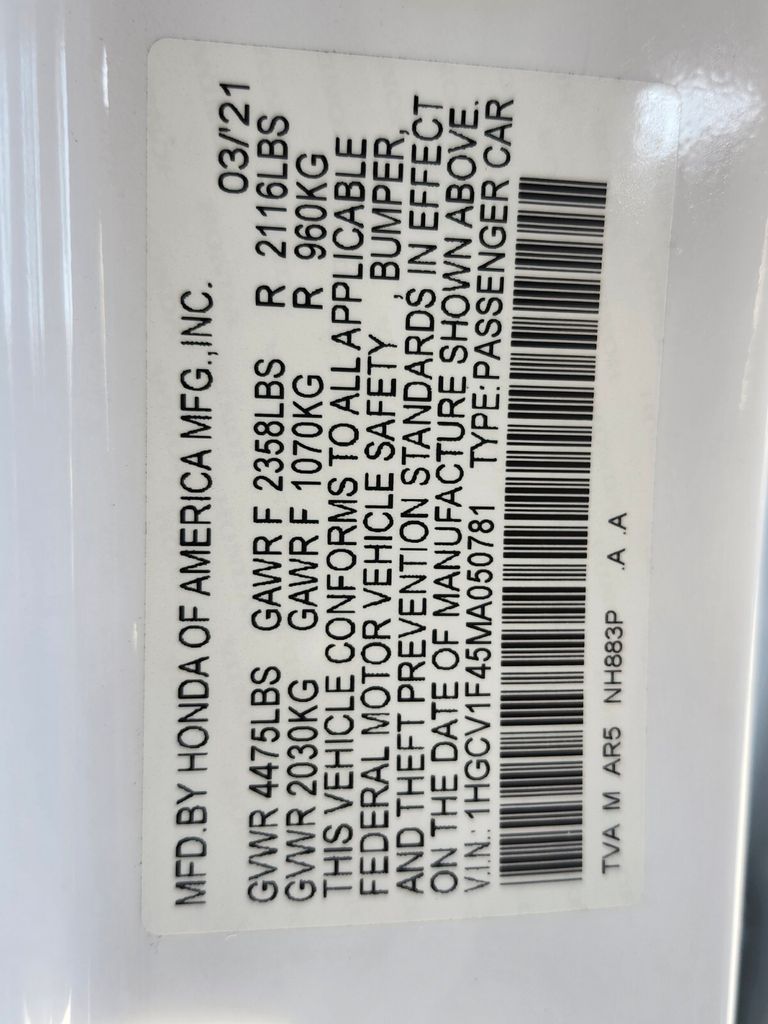 MFD.BY HONDA OF AMERICA MFG.,INC.
03/'21
GVWR 4475LBS GAWR F 2358LBS R 2116LBS
GVWR 2030KG GAWR F 1070KG R 960KG
THIS VEHICLE CONFORMS TO ALL APPLICABLE
FEDERAL MOTOR VEHICLE SAFETY , BUMPER,
AND THEFT PREVENTION STANDARDS IN EFFECT
ON THE DATE OF MANUFACTURE SHOWN ABOVE.
V.I.N.: 1HGCV1F45MA050781 TYPE:PASSENGER CAR
TVA M AR5 NH883P .A .A